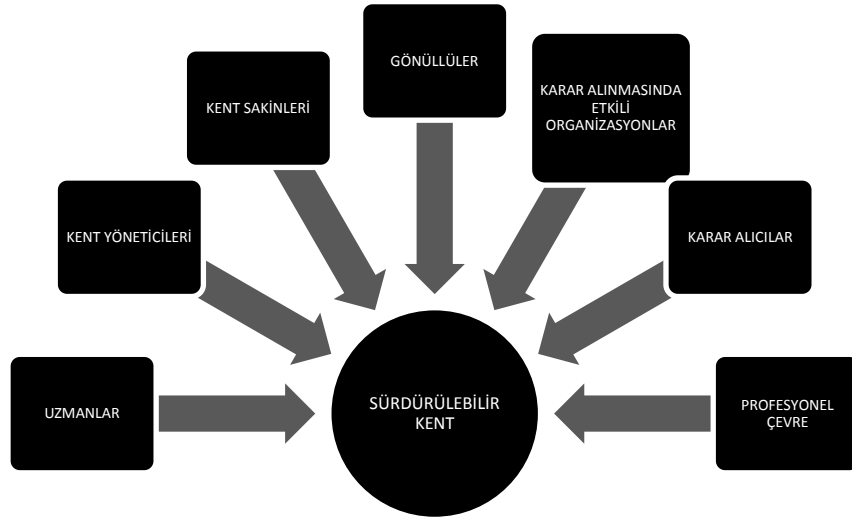 GÖNÜLLÜLER
KENT SAKİNLERİ
KARAR ALINMASINDA
ETKİLİ
ORGANİZASYONLAR
KENT YÖNETİCİLERİ
KARAR ALICILAR
UZMANLAR
SÜRDÜRÜLEBİLİR
KENT
PROFESYONEL
ÇEVRE